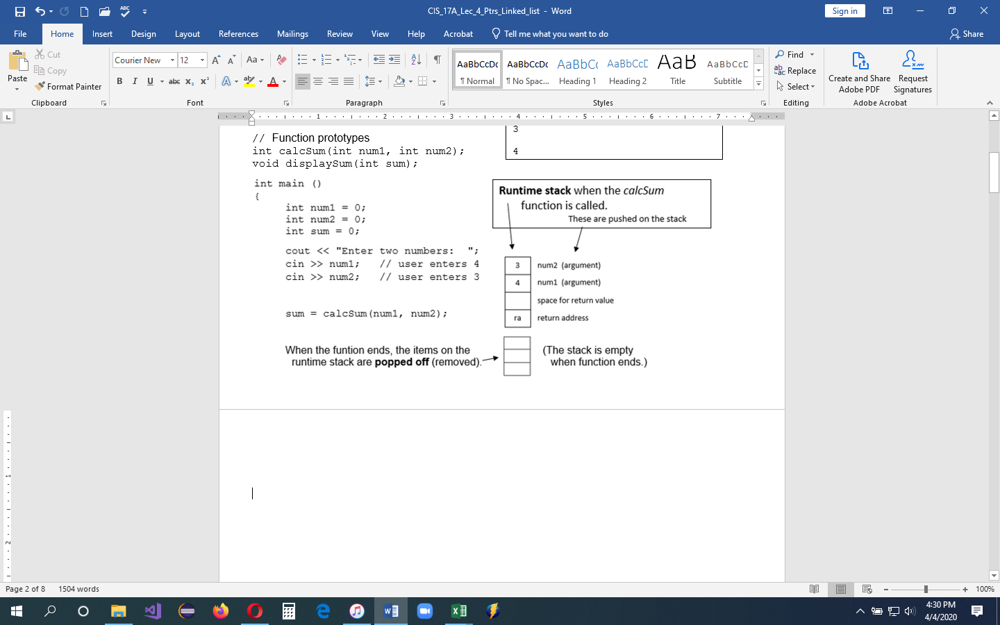 CIS_17A_Lec_4_Ptrs_Linked_list - Word
Sign in
File Home Insert Design Layout References Mailings Review View Help Acrobat Tell me what you want to do Share
Paste
Cut
Copy
Format Painter
Clipboard
Courier New 12
Aa
B I U abc x2 x2 A ab A
Font
Paragraph
AaBbCcDc AaBbCcDc AaBbCc AaBbCcD AaB AaBbCcD
¶ Normal ¶ No Spac... Heading 1 Heading 2 Title Subtitle
Styles
Find
Replace
Select
Editing
Create and Share Adobe PDF
Request Signatures
Adobe Acrobat
1 2 3 4 5 6 7
3
4
// Function prototypes
int calcSum(int num1, int num2);
void displaySum(int sum);
int main ()
{
int num1 = 0;
int num2 = 0;
int sum = 0;
cout << "Enter two numbers:  ";
cin >> num1;   // user enters 4
cin >> num2;   // user enters 3
sum = calcSum(num1, num2);
Runtime stack when the calcSum
function is called.
These are pushed on the stack
3 num2 (argument)
4 num1 (argument)
space for return value
ra return address
When the funtion ends, the items on the
runtime stack are popped off (removed).
(The stack is empty
when function ends.)
1
2
Page 2 of 8 1504 words
100%
4:30 PM
4/4/2020